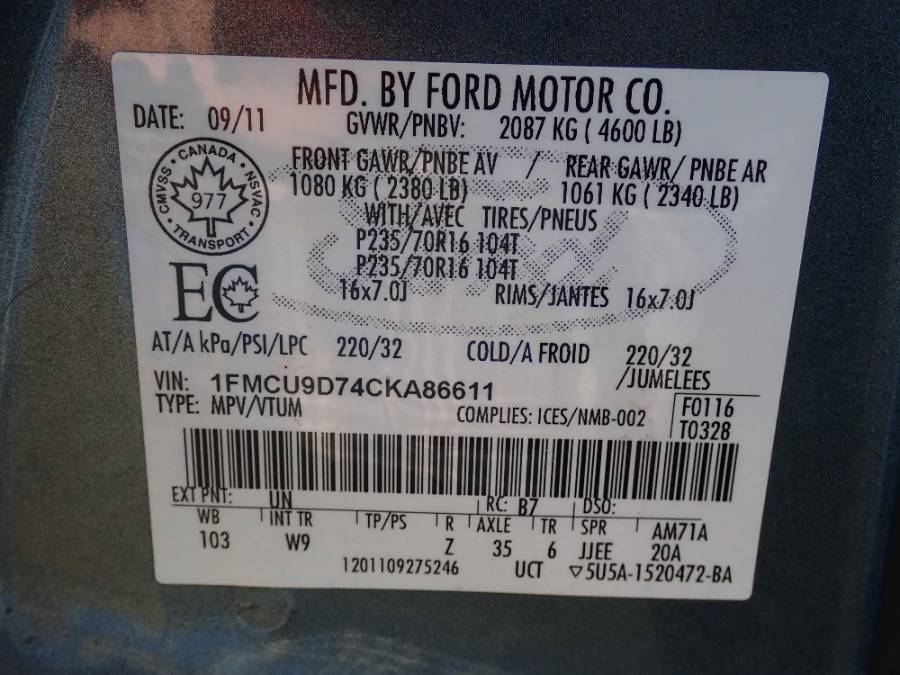 MFD. BY FORD MOTOR CO.
DATE: 09/11 GVWR/PNBV: 2087 KG ( 4600 LB)
FRONT GAWR/PNBE AV / REAR GAWR/ PNBE AR
1080 KG ( 2380 LB) 1061 KG ( 2340 LB)
CANADA
CMVSS 977 NSVAC
TRANSPORT
WITH/AVEC TIRES/PNEUS
P235/70R16 104T
P235/70R16 104T
EC
16x7.0J RIMS/JANTES 16x7.0J
AT/A kPa/PSI/LPC 220/32 COLD/A FROID 220/32
/JUMELEES
VIN: 1FMCU9D74CKA86611
TYPE: MPV/VTUM COMPLIES: ICES/NMB-002
F0116
T0328
EXT PNT: UN RC: B7 DSO:
WB INT TR TP/PS R AXLE TR SPR AM71A
103 W9 Z 35 6 JJEE 20A
1201109275246 UCT ▽5U5A-1520472-BA